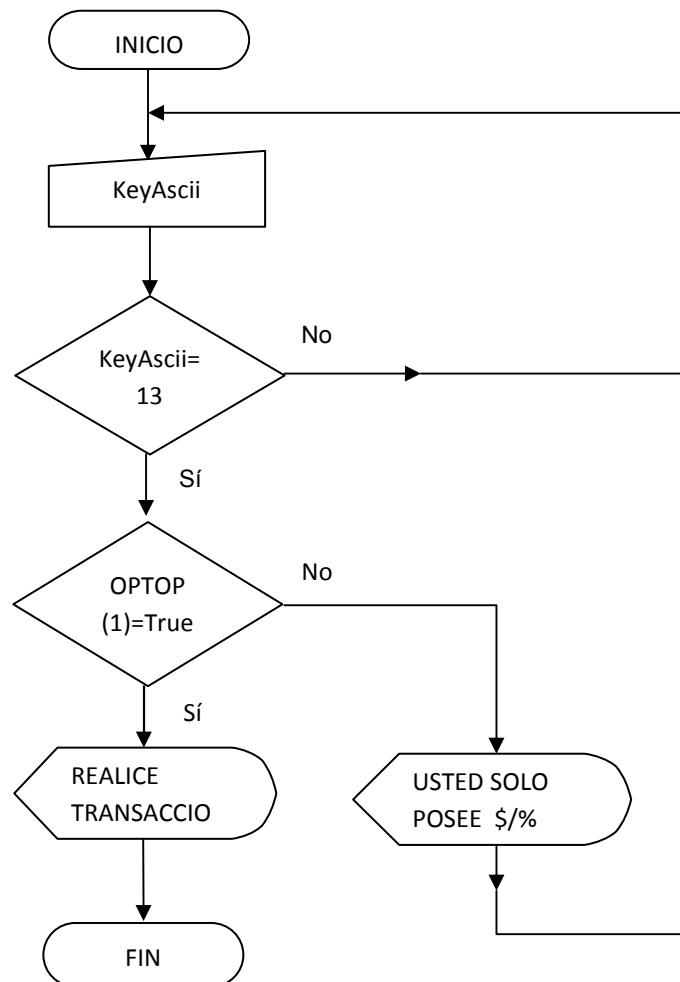 INICIO
KeyAscii
KeyAscii=
13
No
Sí
OPTOP
(1)=True
No
Sí
REALICE
TRANSACCIO
USTED SOLO
POSEE $/%
FIN